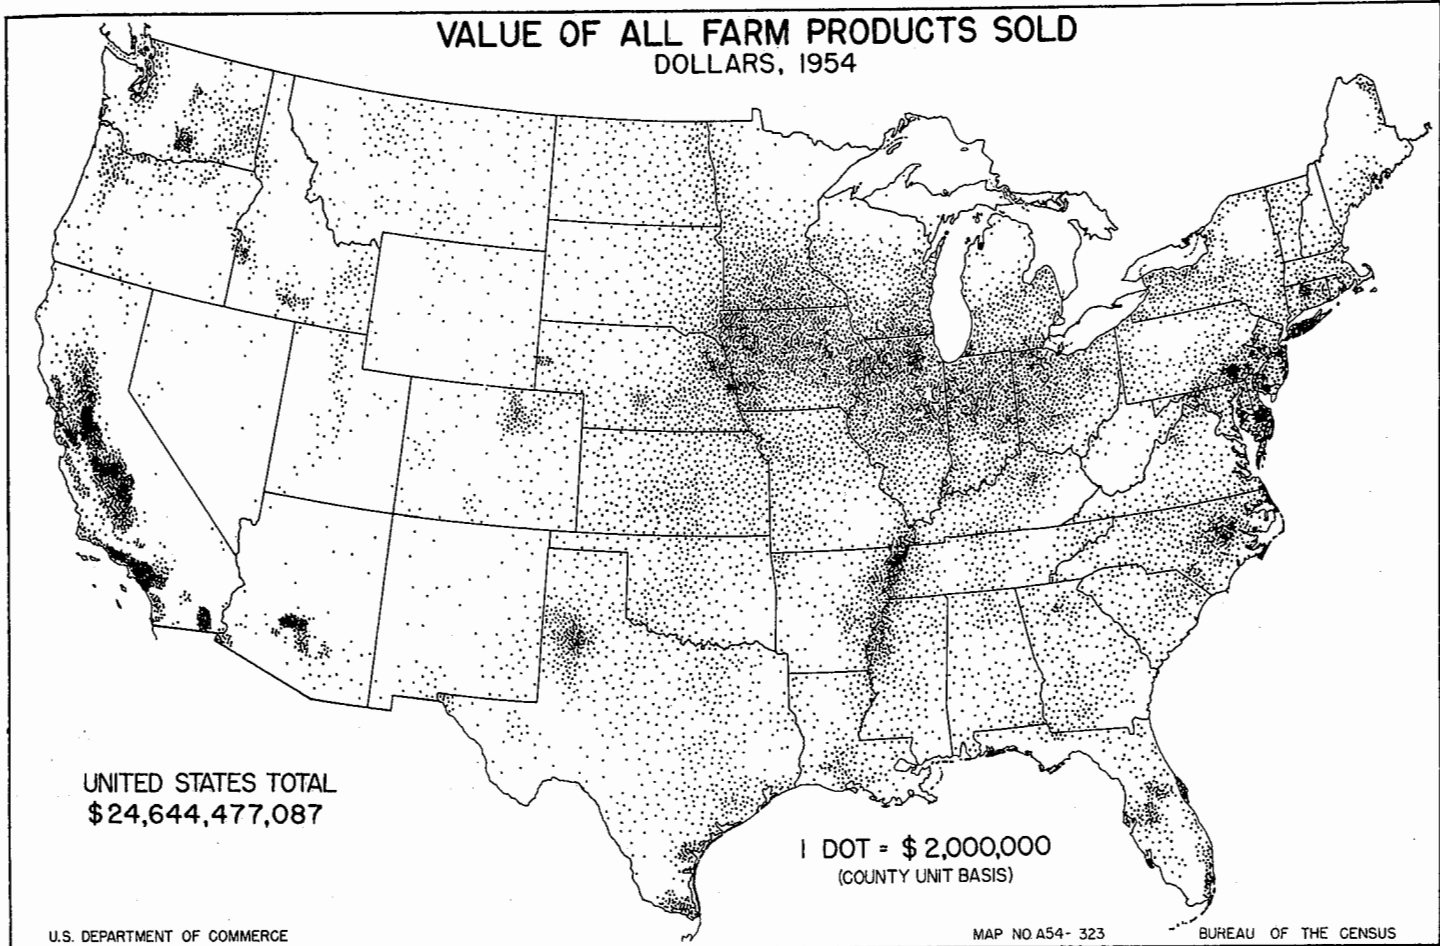 VALUE OF ALL FARM PRODUCTS SOLD
DOLLARS, 1954
UNITED STATES TOTAL
$24,644,477,087
1 DOT = $2,000,000
(COUNTY UNIT BASIS)
U.S. DEPARTMENT OF COMMERCE
MAP NO. A54-323
BUREAU OF THE CENSUS